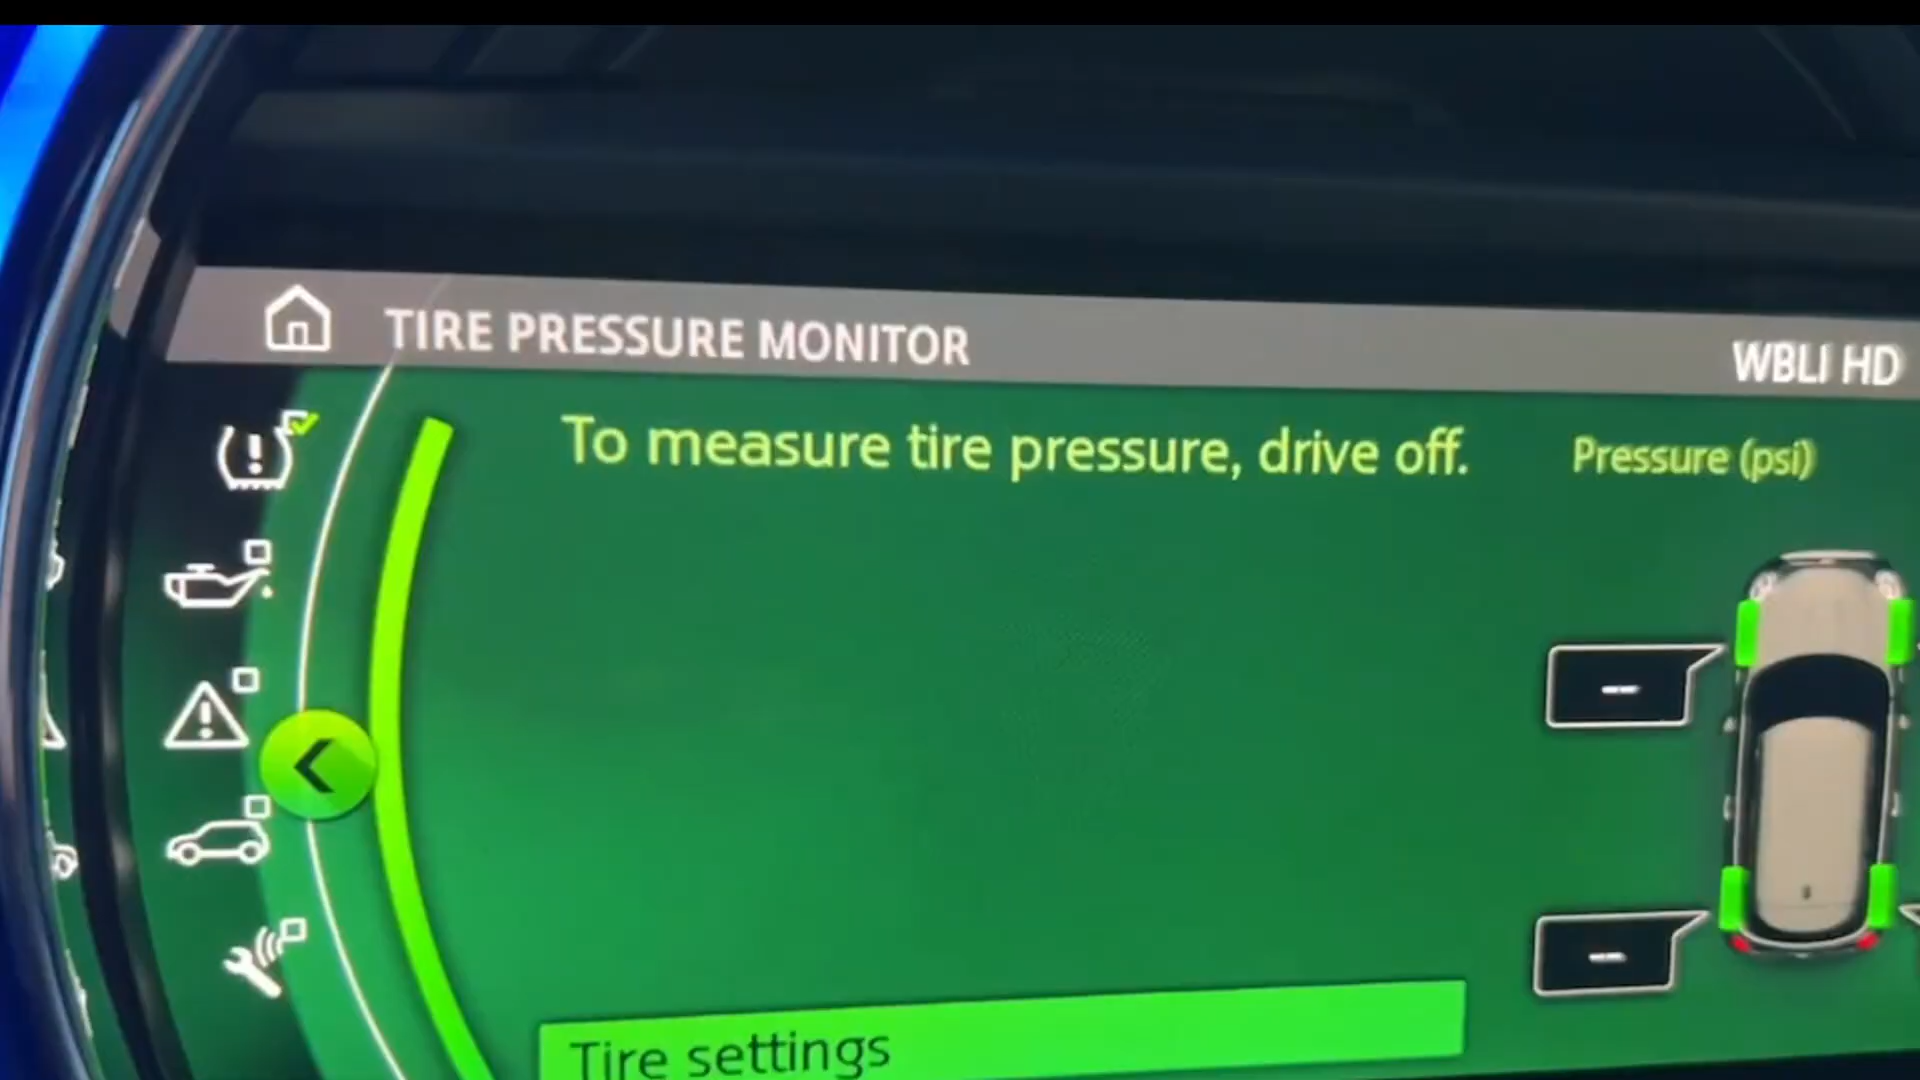 TIRE PRESSURE MONITOR
WBLI HD
To measure tire pressure, drive off.
Pressure (psi)
--
--
Tire settings